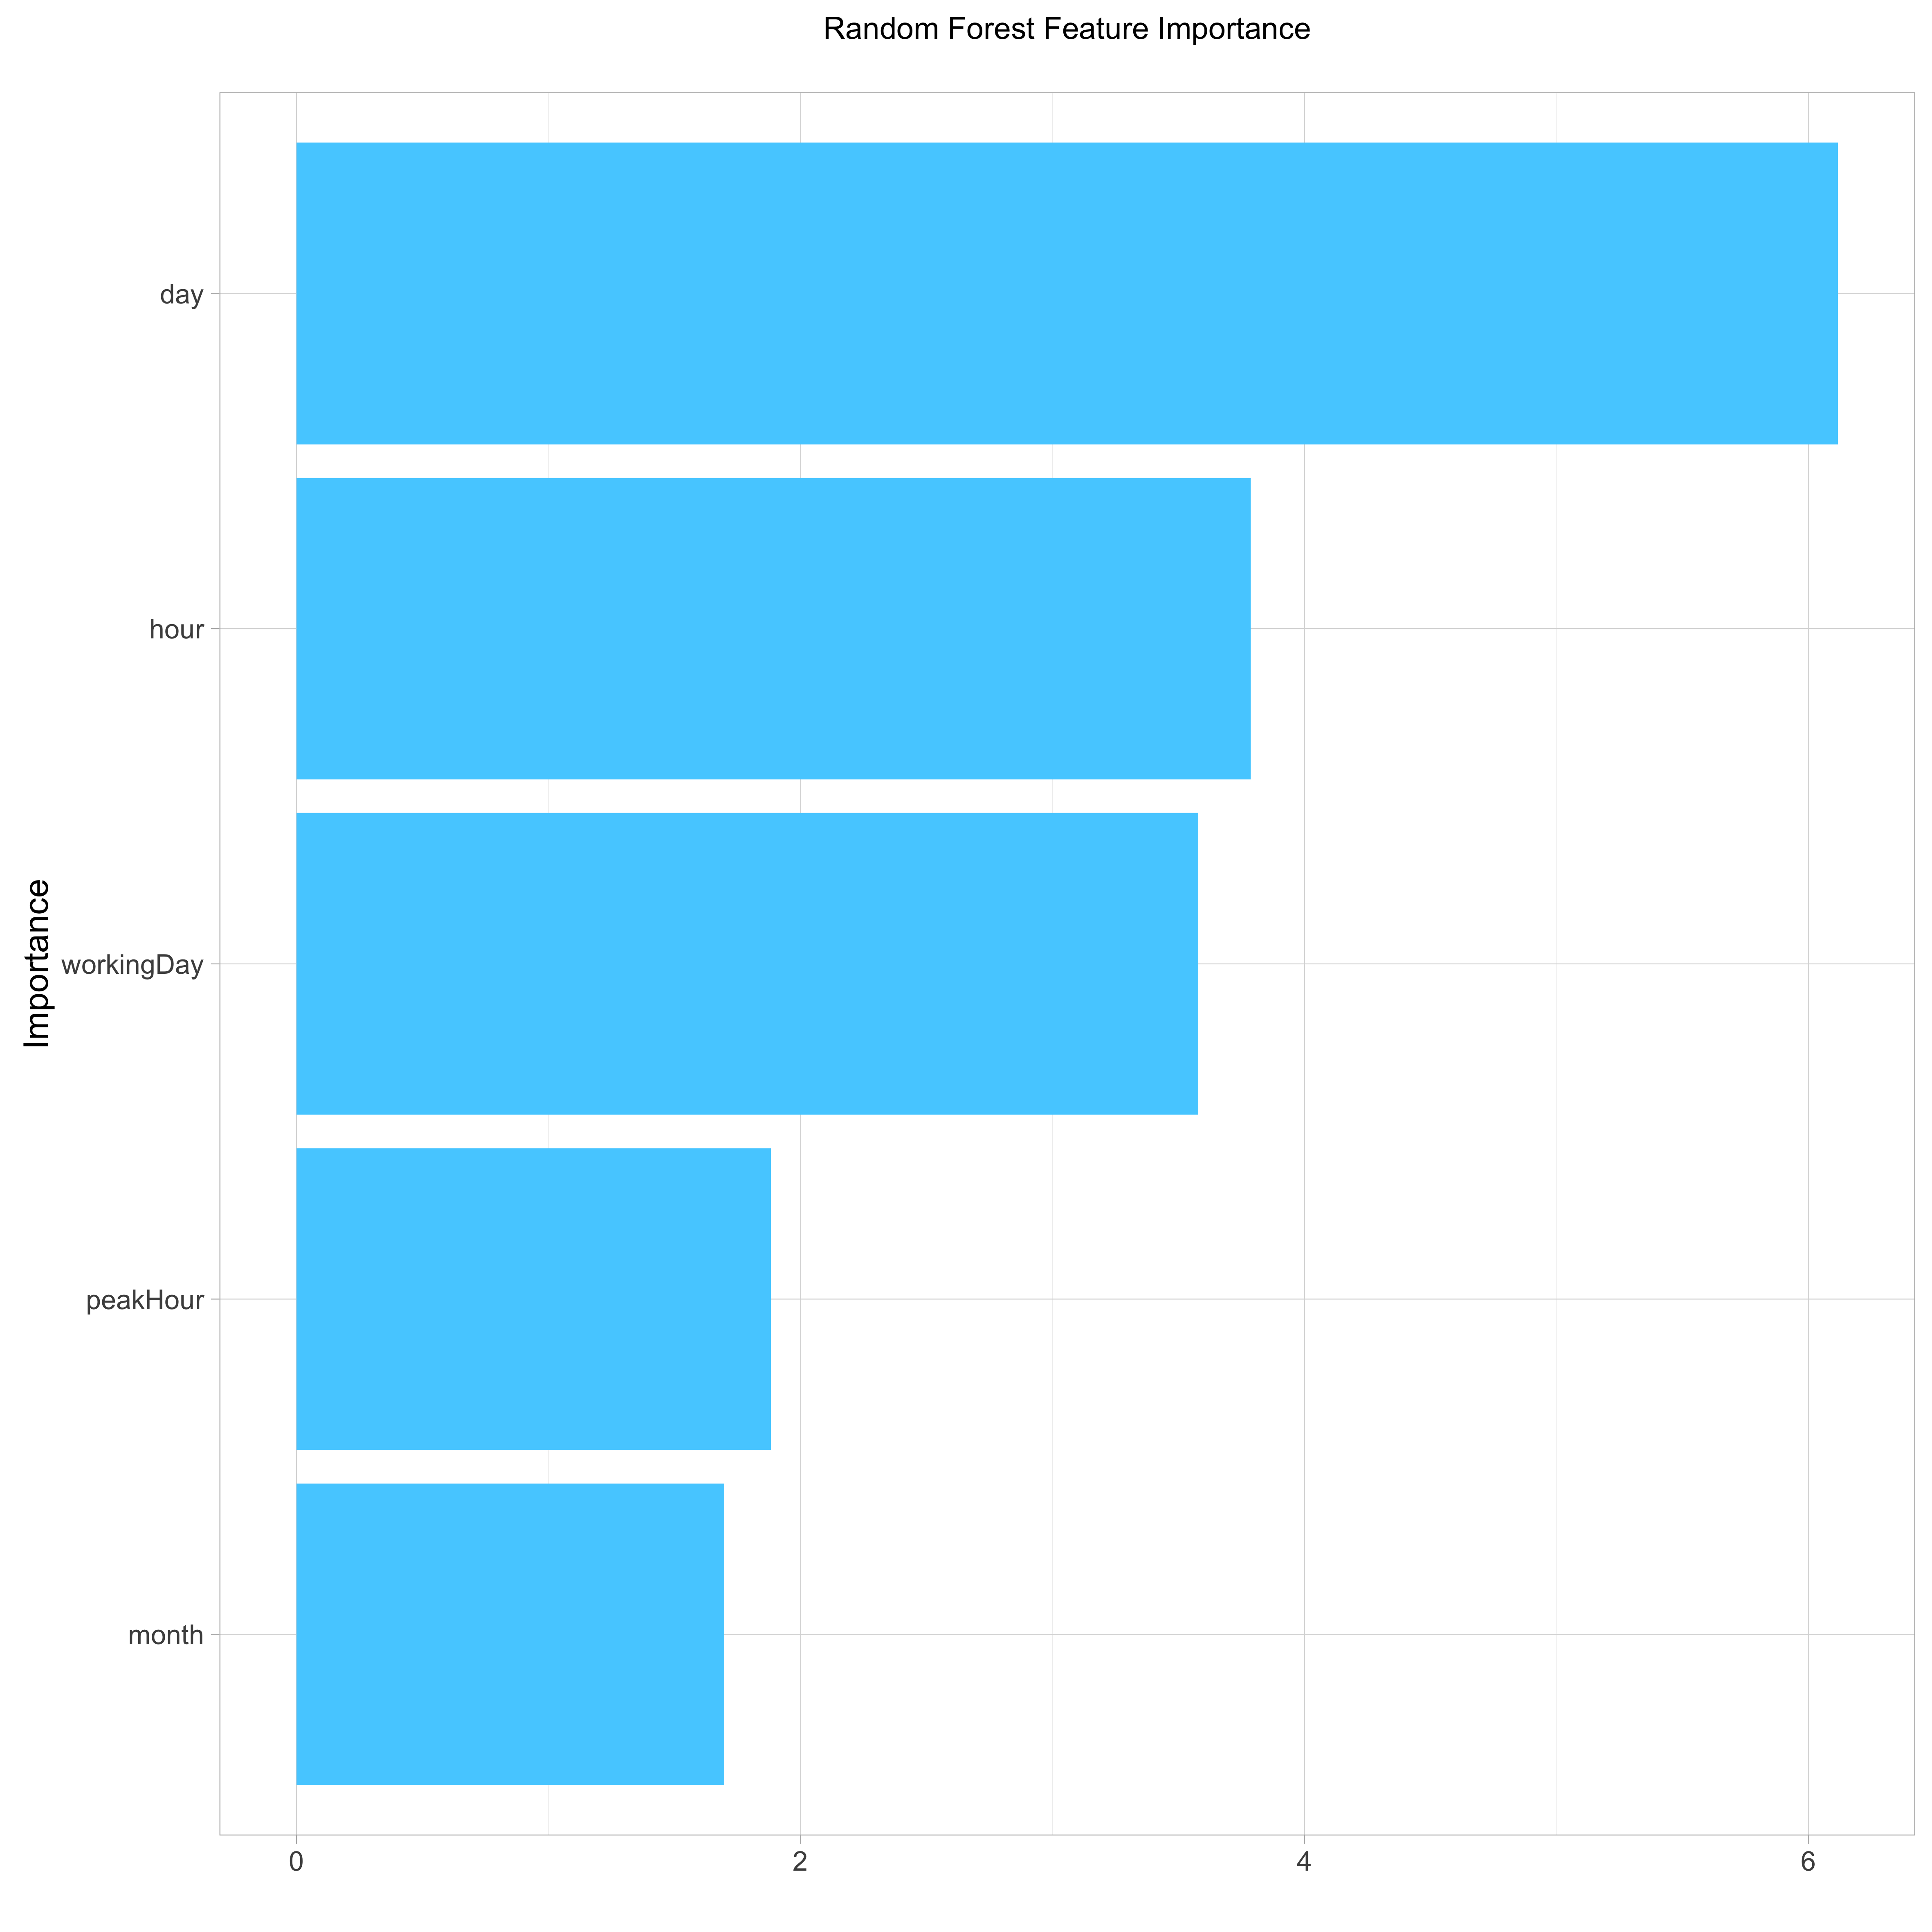 Random Forest Feature Importance
Importance
day
hour
workingDay
peakHour
month
0 2 4 6